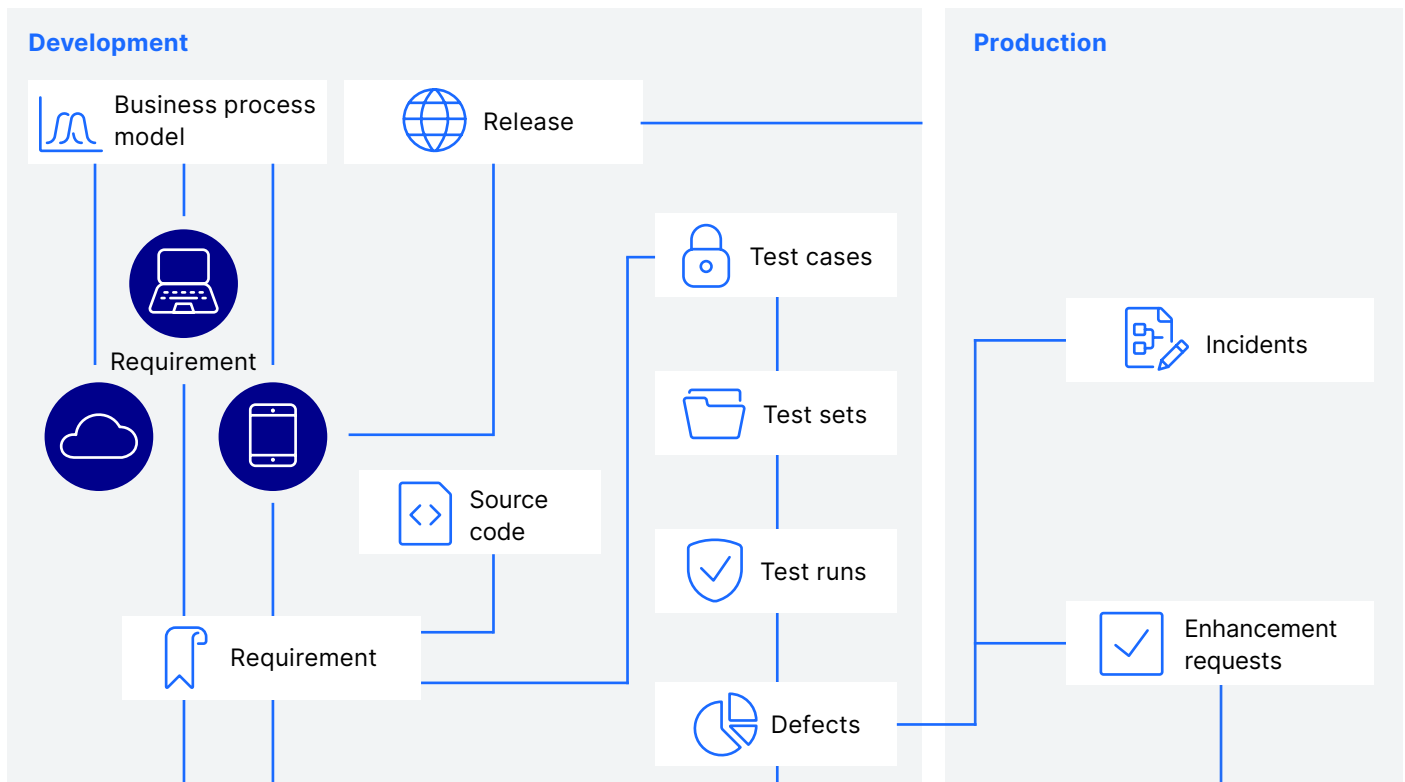 Development
Business process
model
Release
Test cases
Requirement
Test sets
Source
code
Test runs
Requirement
Defects
Production
Incidents
Enhancement
requests